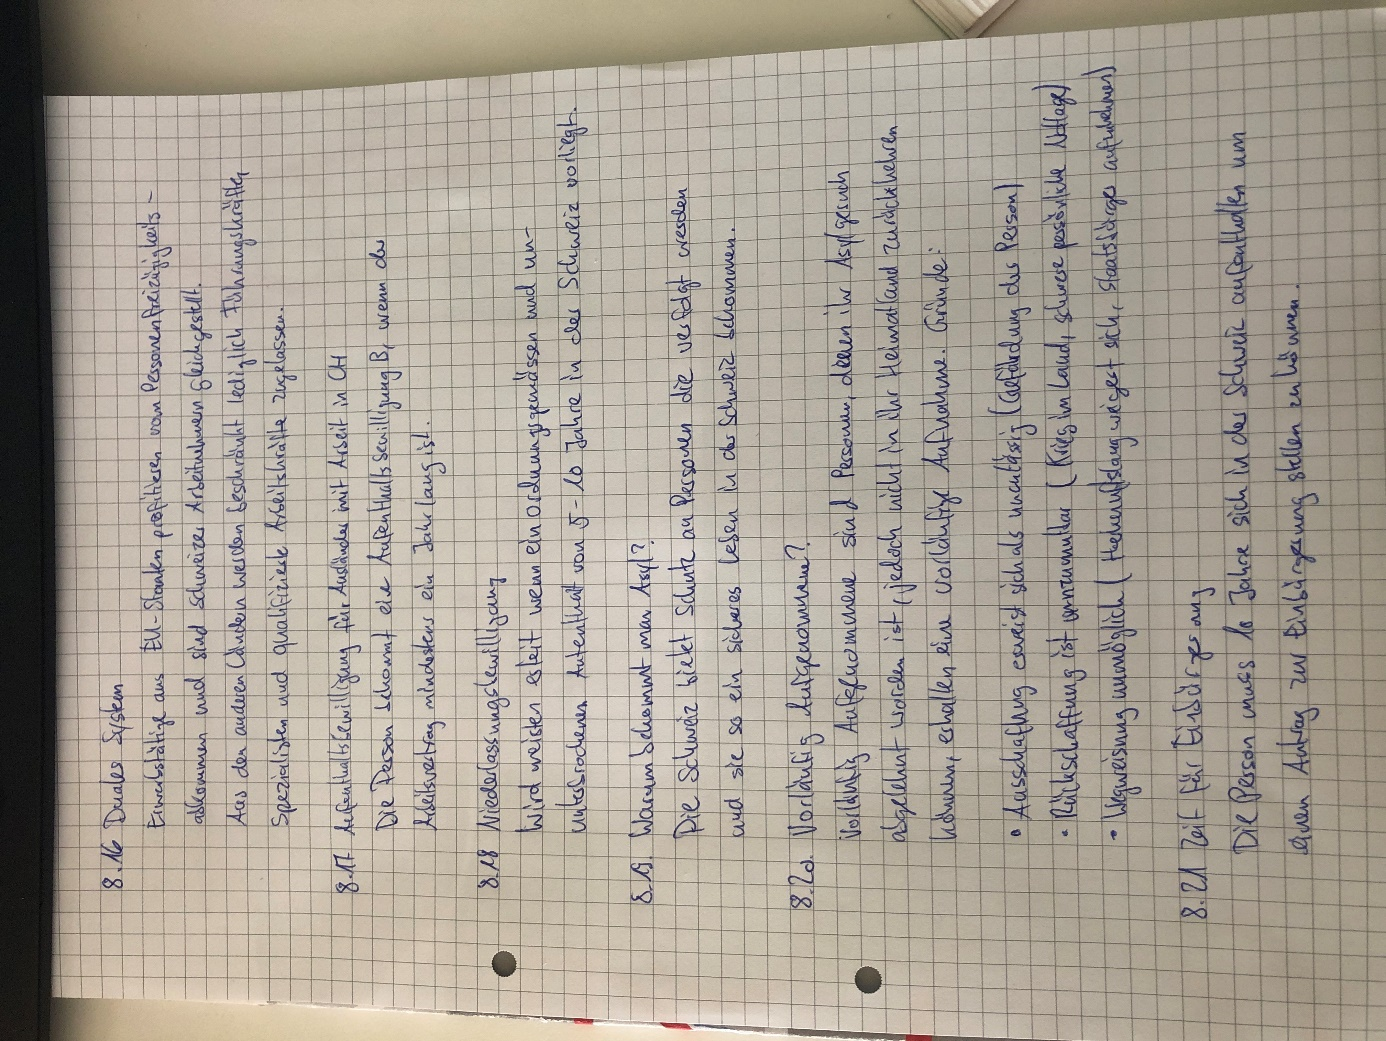 8.16 Duales System
Erwerbstätige aus EU-Staaten profitieren vom Personenfreizügigkeits-
abkommen und sind schweizer Arbeitnehmern gleichgestellt.
Aus den anderen Ländern werden beschränkt lediglich Führungskräfte,
Spezialisten und qualifizierte Arbeitskräfte zugelassen.
8.17 Aufenthaltsbewilligung für Ausländer mit Arbeit in CH
Die Person bekommt eine Aufenthaltsbewilligung B, wenn der
Arbeitsvertrag mindestens ein Jahr lang ist.
8.18 Niederlassungsbewilligung
Wird meisten erteilt wenn ein ordnungsgemässen und un-
unterbrochenen Aufenthalt von 5-10 Jahre in der Schweiz vorliegt.
8.19. Warum bekommt man Asyl?
Die Schweiz bietet Schutz an Personen die verfolgt werden
und sie so ein sicheres Leben in der Schweiz bekommen.
8.20. Vorläufig Aufgenommene?
Vorläufig Aufgenommene sind Personen, denen ihr Asylgesuch
abgelehnt worden ist, jedoch nicht in ihr Heimatland zurückkehren
können, erhalten eine vorläufige Aufnahme. Gründe:
• Ausschaffung erweist sich als unzulässig (Gefährdung der Person)
• Rückschaffung ist unzumutbar (Krieg im Land, schwere persönliche Notlage)
• Wegweisung unmöglich (Herkunftsland weigert sich, Staatsbürger aufzunehmen)
8.21 Zeit für Einbürgerung
Die Person muss 10 Jahre sich in der Schweiz aufenthalten um
einen Antrag zur Einbürgerung stellen zu können.